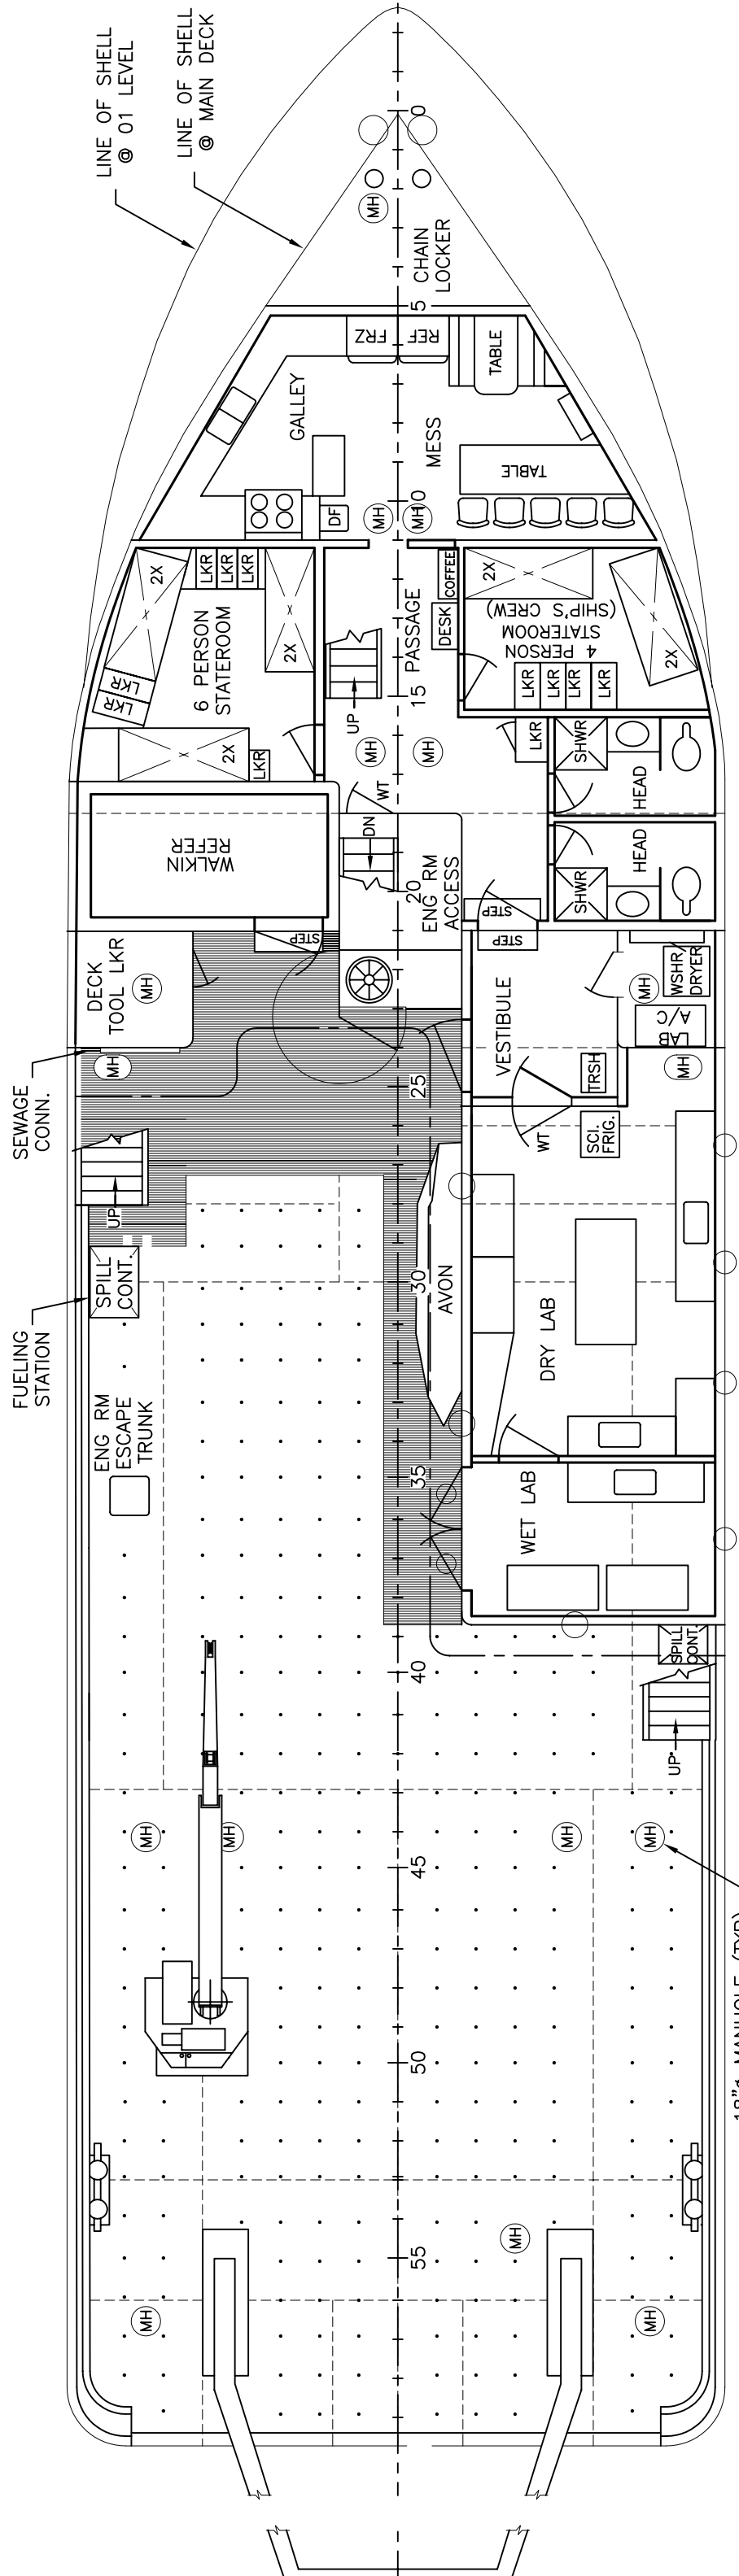 LINE OF SHELL
@ 01 LEVEL
LINE OF SHELL
@ MAIN DECK
0
MH
CHAIN
LOCKER
5
FRZ
REF
TABLE
GALLEY
MESS
TABLE
DF
10
MH
MH
2X
LKR
LKR
LKR
6 PERSON
STATEROOM
2X
LKR
LKR
2X
LKR
PASSAGE
COFFEE
DESK
UP
15
2X
4 PERSON
STATEROOM
(SHIP'S CREW)
LKR
LKR
LKR
LKR
2X
MH
MH
LKR
SHWR
HEAD
WT
DN
WALKIN
REFER
20
ENG RM
ACCESS
SHWR
HEAD
STEP
STEP
STEP
DECK
TOOL LKR
MH
SEWAGE
CONN.
MH
VESTIBULE
MH
WSHR
DRYER
LAB
A/C
25
TRSH
MH
WT
SCI.
FRIG.
UP
FUELING
STATION
SPILL
CONT.
30
AVON
DRY LAB
ENG RM
ESCAPE
TRUNK
35
WET LAB
40
SPILL
CONT.
UP
MH
MH
MH
MH
45
50
55
MH
MH
MH
MANHOLE (TYP)